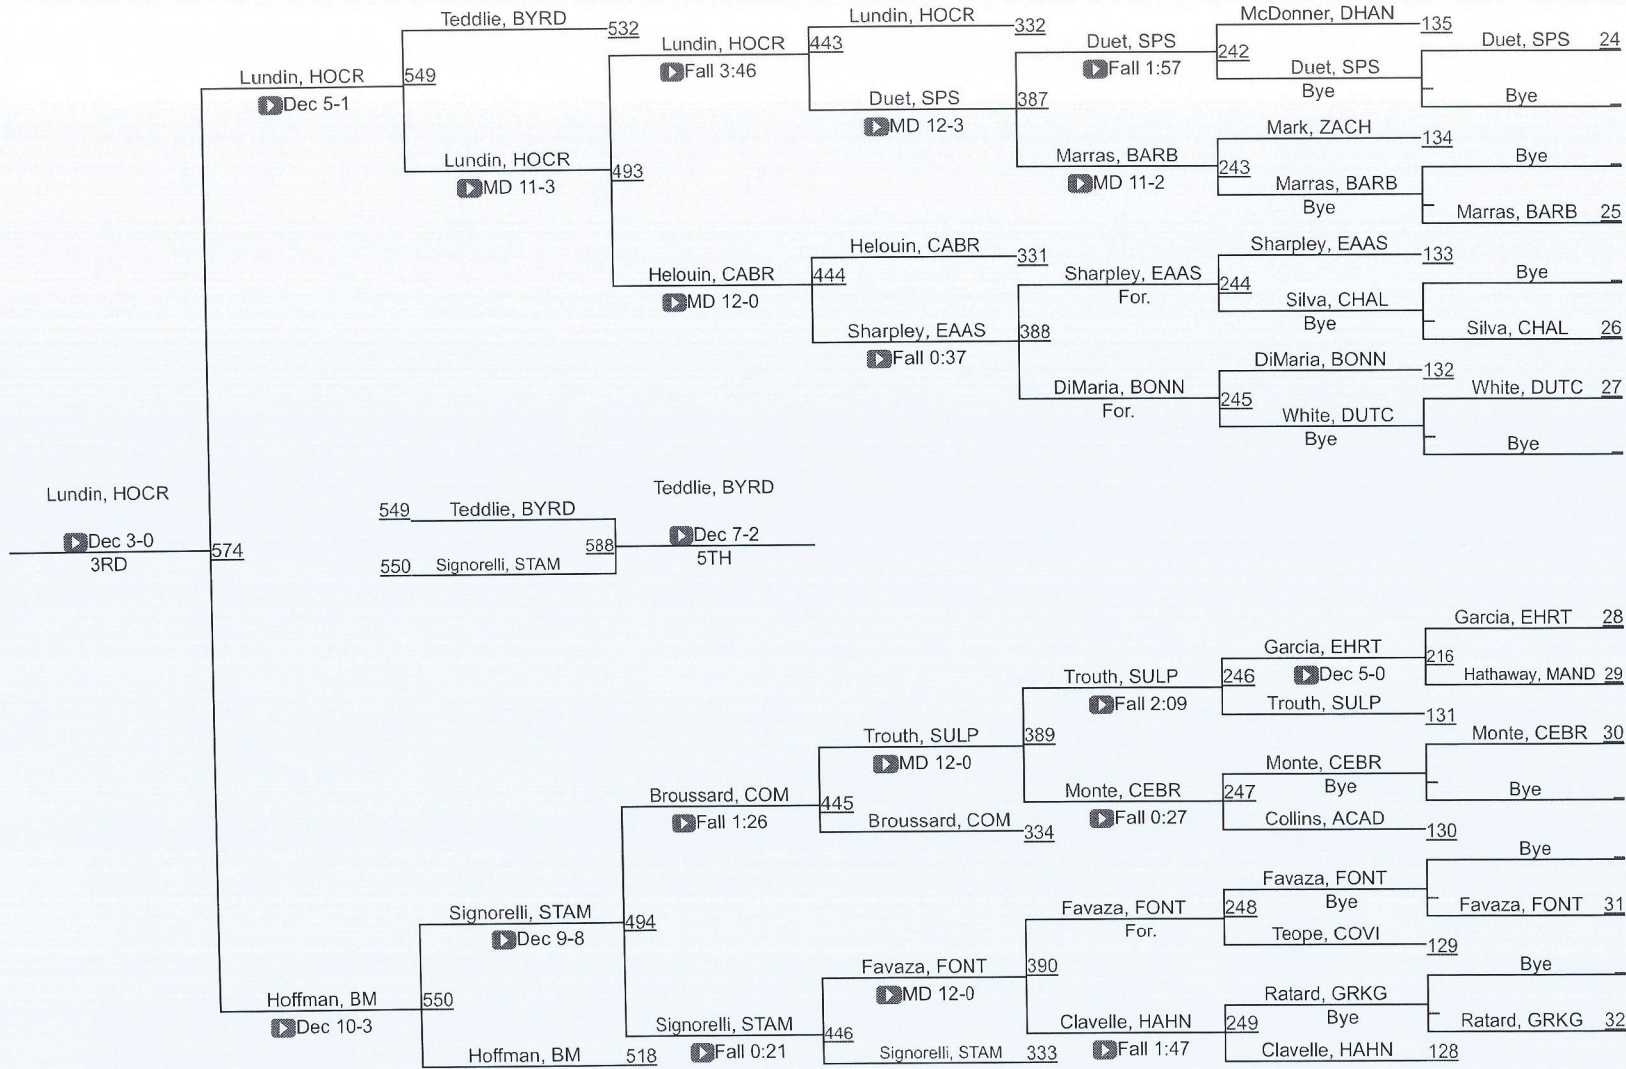 Teddlie, BYRD 532
Lundin, HOCR 332
McDonner, DHAN 135
Duet, SPS 24
Lundin, HOCR 443
Fall 3:46
Duet, SPS 242
Fall 1:57
Duet, SPS
Bye
Bye
Lundin, HOCR 549
Dec 5-1
Duet, SPS 387
MD 12-3
Mark, ZACH 134
Bye
Lundin, HOCR 493
MD 11-3
Marras, BARB 243
MD 11-2
Marras, BARB
Bye
Marras, BARB 25
Helouin, CABR 331
Sharpley, EAAS 133
Bye
Helouin, CABR 444
MD 12-0
Sharpley, EAAS 244
For.
Silva, CHAL
Bye
Silva, CHAL 26
Sharpley, EAAS 388
Fall 0:37
DiMaria, BONN 132
White, DUTC 27
DiMaria, BONN 245
For.
White, DUTC
Bye
Bye
Lundin, HOCR
Dec 3-0 574
3RD
549 Teddlie, BYRD
Teddlie, BYRD
588 Dec 7-2
5TH
550 Signorelli, STAM
Garcia, EHRT 28
Garcia, EHRT 216
Dec 5-0
Hathaway, MAND 29
Trouth, SULP 246
Fall 2:09
Trouth, SULP 131
Trouth, SULP 389
MD 12-0
Monte, CEBR 30
Monte, CEBR
Bye
Bye
Broussard, COM 445
Fall 1:26
Monte, CEBR 247
Fall 0:27
Broussard, COM 334
Collins, ACAD 130
Bye
Favaza, FONT
Bye
Favaza, FONT 31
Signorelli, STAM 494
Dec 9-8
Favaza, FONT 248
For.
Teope, COVI 129
Favaza, FONT 390
MD 12-0
Bye
Hoffman, BM 550
Dec 10-3
Ratard, GRKG
Bye
Ratard, GRKG 32
Signorelli, STAM 446
Fall 0:21
Clavelle, HAHN 249
Fall 1:47
Hoffman, BM 518
Signorelli, STAM 333
Clavelle, HAHN 128